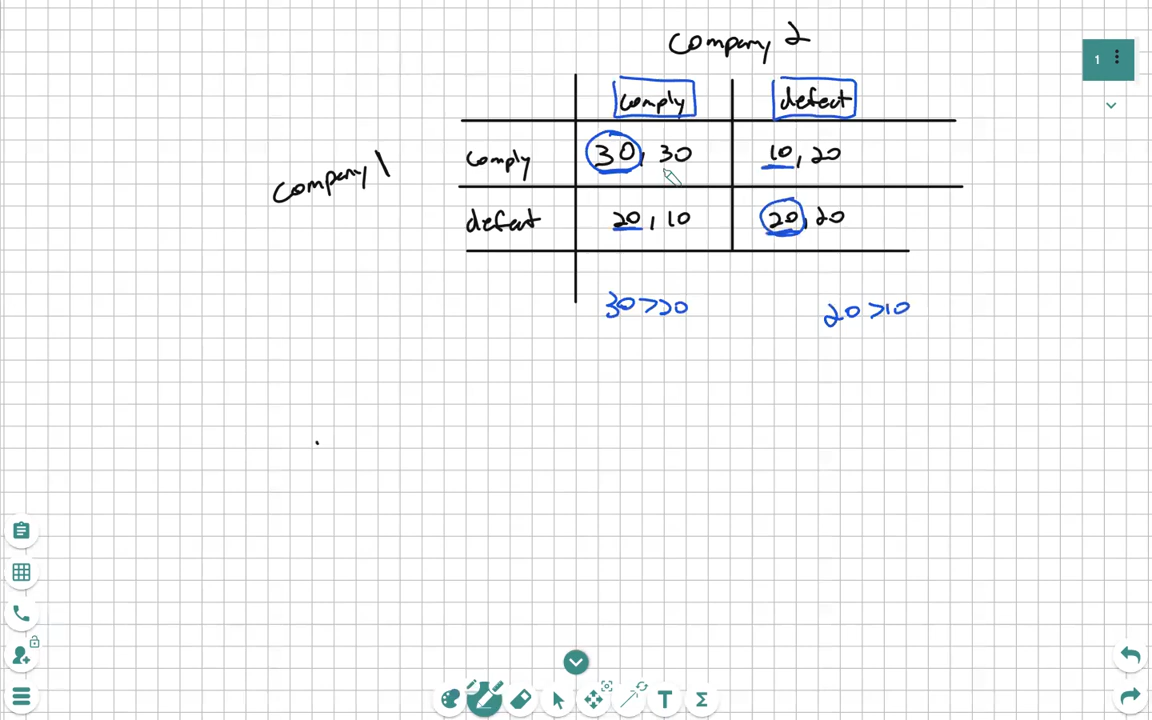 Company 2
1
comply defect
comply 30, 30 10, 20
Company 1
defect 20, 10 20, 20
30 > 20 20 > 10
T Σ